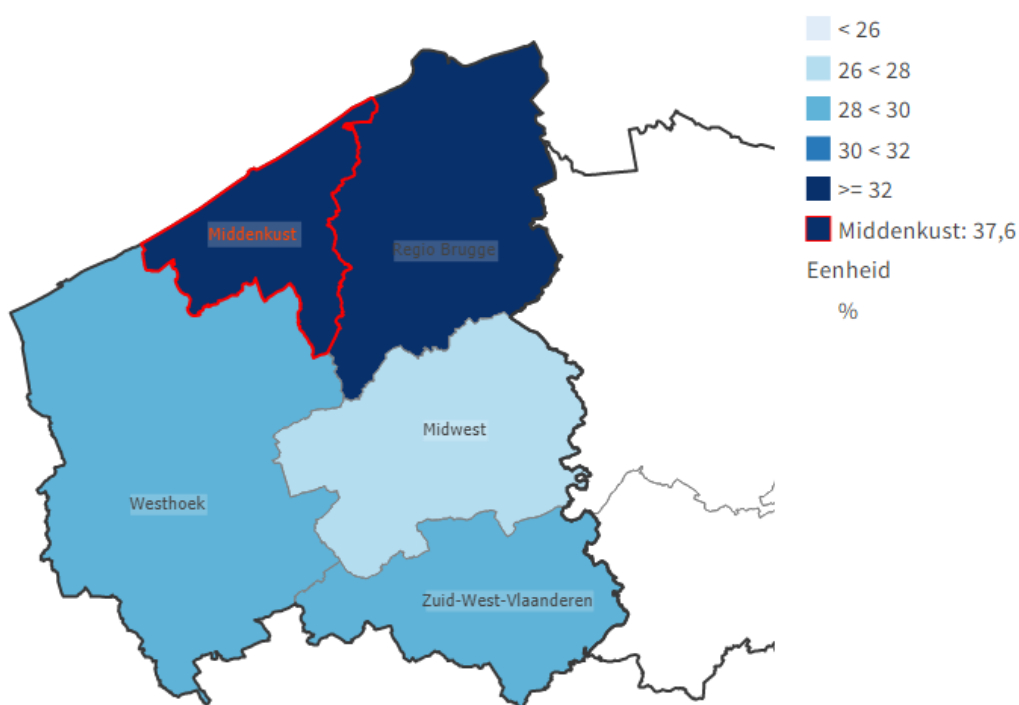 < 26
26 < 28
28 < 30
30 < 32
>= 32
Middenkust: 37,6
Eenheid
%
Middenkust
Regio Brugge
Midwest
Westhoek
Zuid-West-Vlaanderen